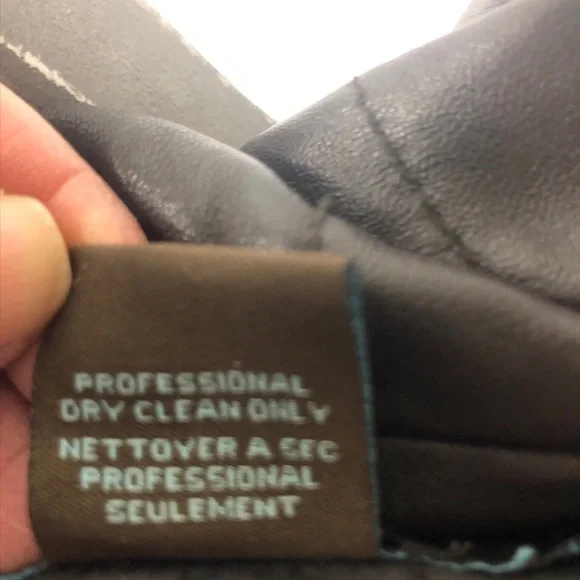 PROFESSIONAL
DRY CLEAN ONLY
NETTOYER A SEC
PROFESSIONAL
SEULEMENT